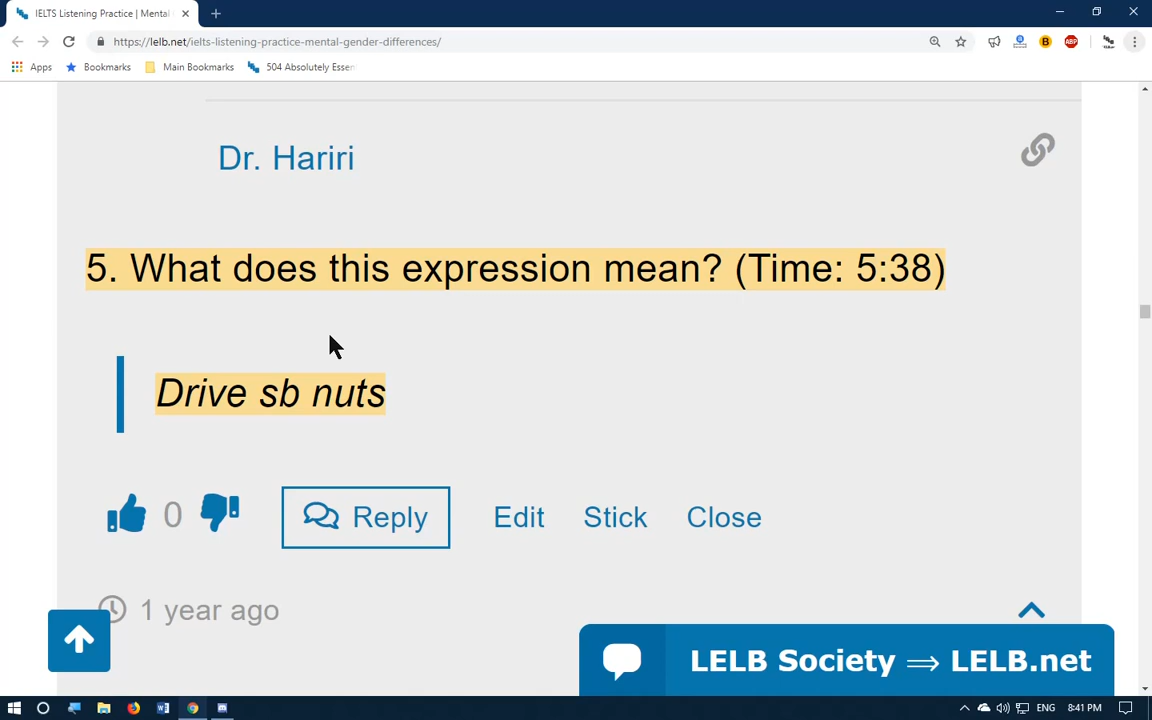 IELTS Listening Practice | Mental
https://lelb.net/ielts-listening-practice-mental-gender-differences/
Apps Bookmarks Main Bookmarks 504 Absolutely Essen
Dr. Hariri
5. What does this expression mean? (Time: 5:38)
Drive sb nuts
0 Reply Edit Stick Close
1 year ago
LELB Society ⟹ LELB.net
ENG 8:41 PM